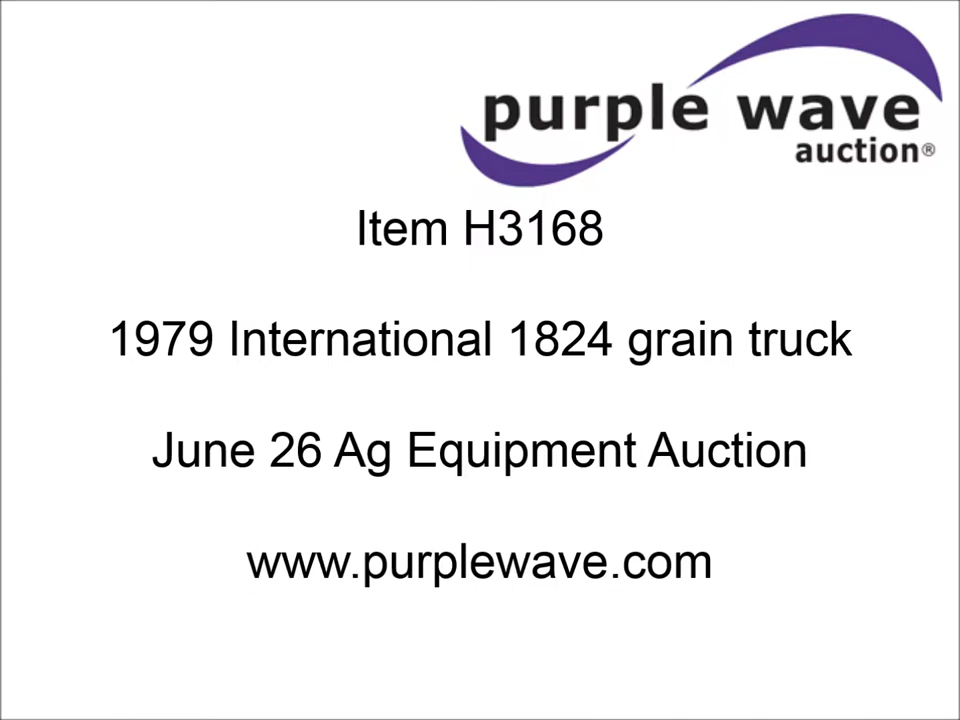 purple wave
auction®
Item H3168
1979 International 1824 grain truck
June 26 Ag Equipment Auction
www.purplewave.com